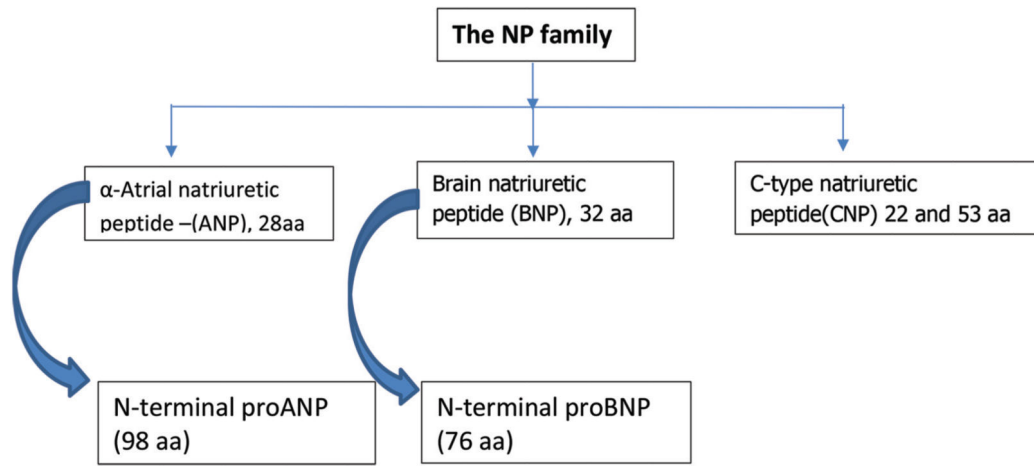 The NP family
α-Atrial natriuretic
peptide –(ANP), 28aa
Brain natriuretic
peptide (BNP), 32 aa
C-type natriuretic
peptide(CNP) 22 and 53 aa
N-terminal proANP
(98 aa)
N-terminal proBNP
(76 aa)